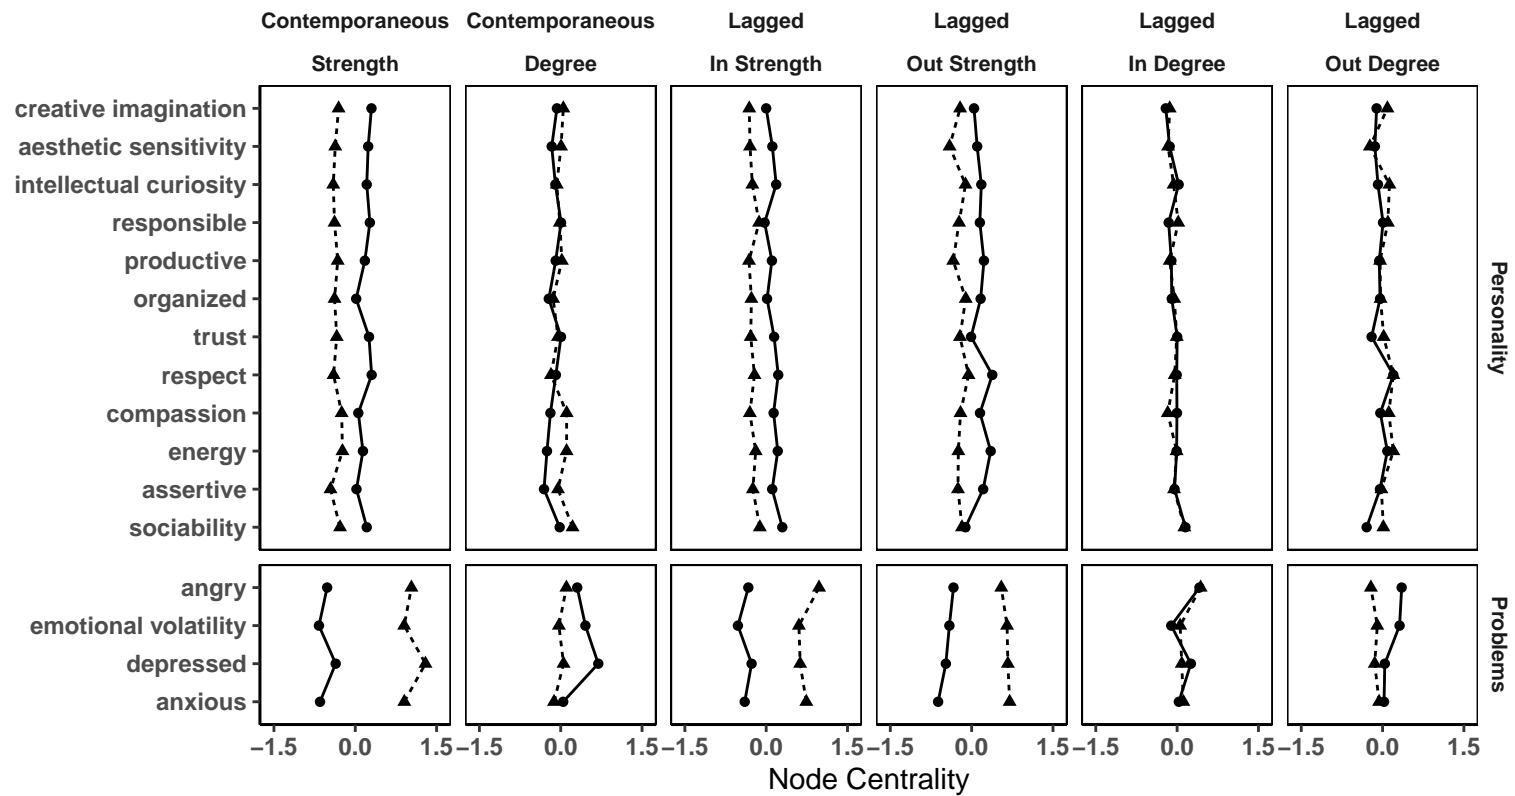 Contemporaneous Contemporaneous Lagged Lagged Lagged Lagged
Strength Degree In Strength Out Strength In Degree Out Degree
creative imagination
aesthetic sensitivity
intellectual curiosity
responsible
productive
organized
trust
respect
compassion
energy
assertive
sociability
Personality
angry
emotional volatility
depressed
anxious
Problems
−1.5 0.0 1.5 −1.5 0.0 1.5 −1.5 0.0 1.5 −1.5 0.0 1.5 −1.5 0.0 1.5 −1.5 0.0 1.5
Node Centrality